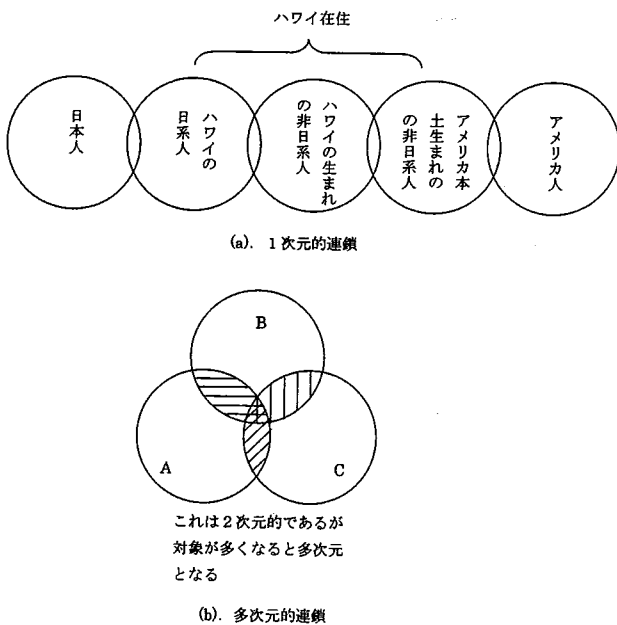 ハワイ在住
日本人
ハワイの
日系人
ハワイの生まれ
の非日系人
アメリカ本
土生まれの
の非日系人
アメリカ人
(a). 1次元的連鎖
B
A
C
これは2次元的であるが
対象が多くなると多次元
となる
(b). 多次元的連鎖